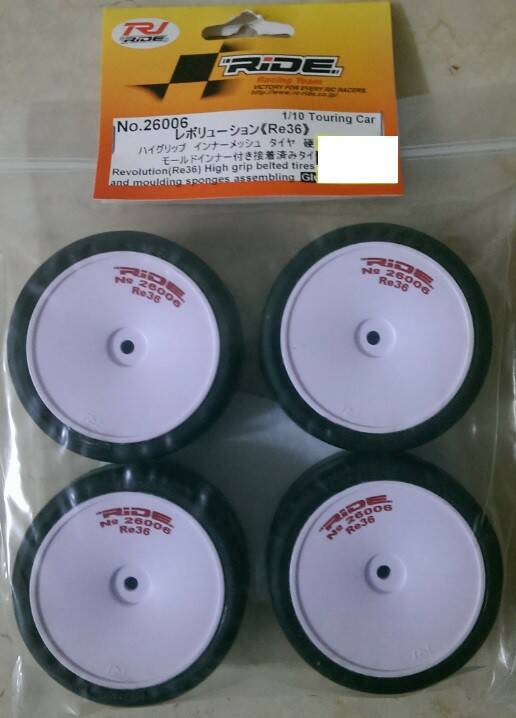 RJ
RiDE
RiDE
Racing Team
VICTORY FOR EVERY R/C RACERS.
http://www.rc-ride.co.jp/
No.26006
1/10 Touring Car
レボリューション《Re36》
ハイグリップ インナーメッシュ タイヤ 硬
モールドインナー付き接着済みタイ
Revolution(Re36) High grip belted tires
and moulding sponges assembling
RiDE
No 26006
Re36
RiDE
No 26006
Re36
RiDE
No 26006
Re36
RiDE
No 26006
Re36